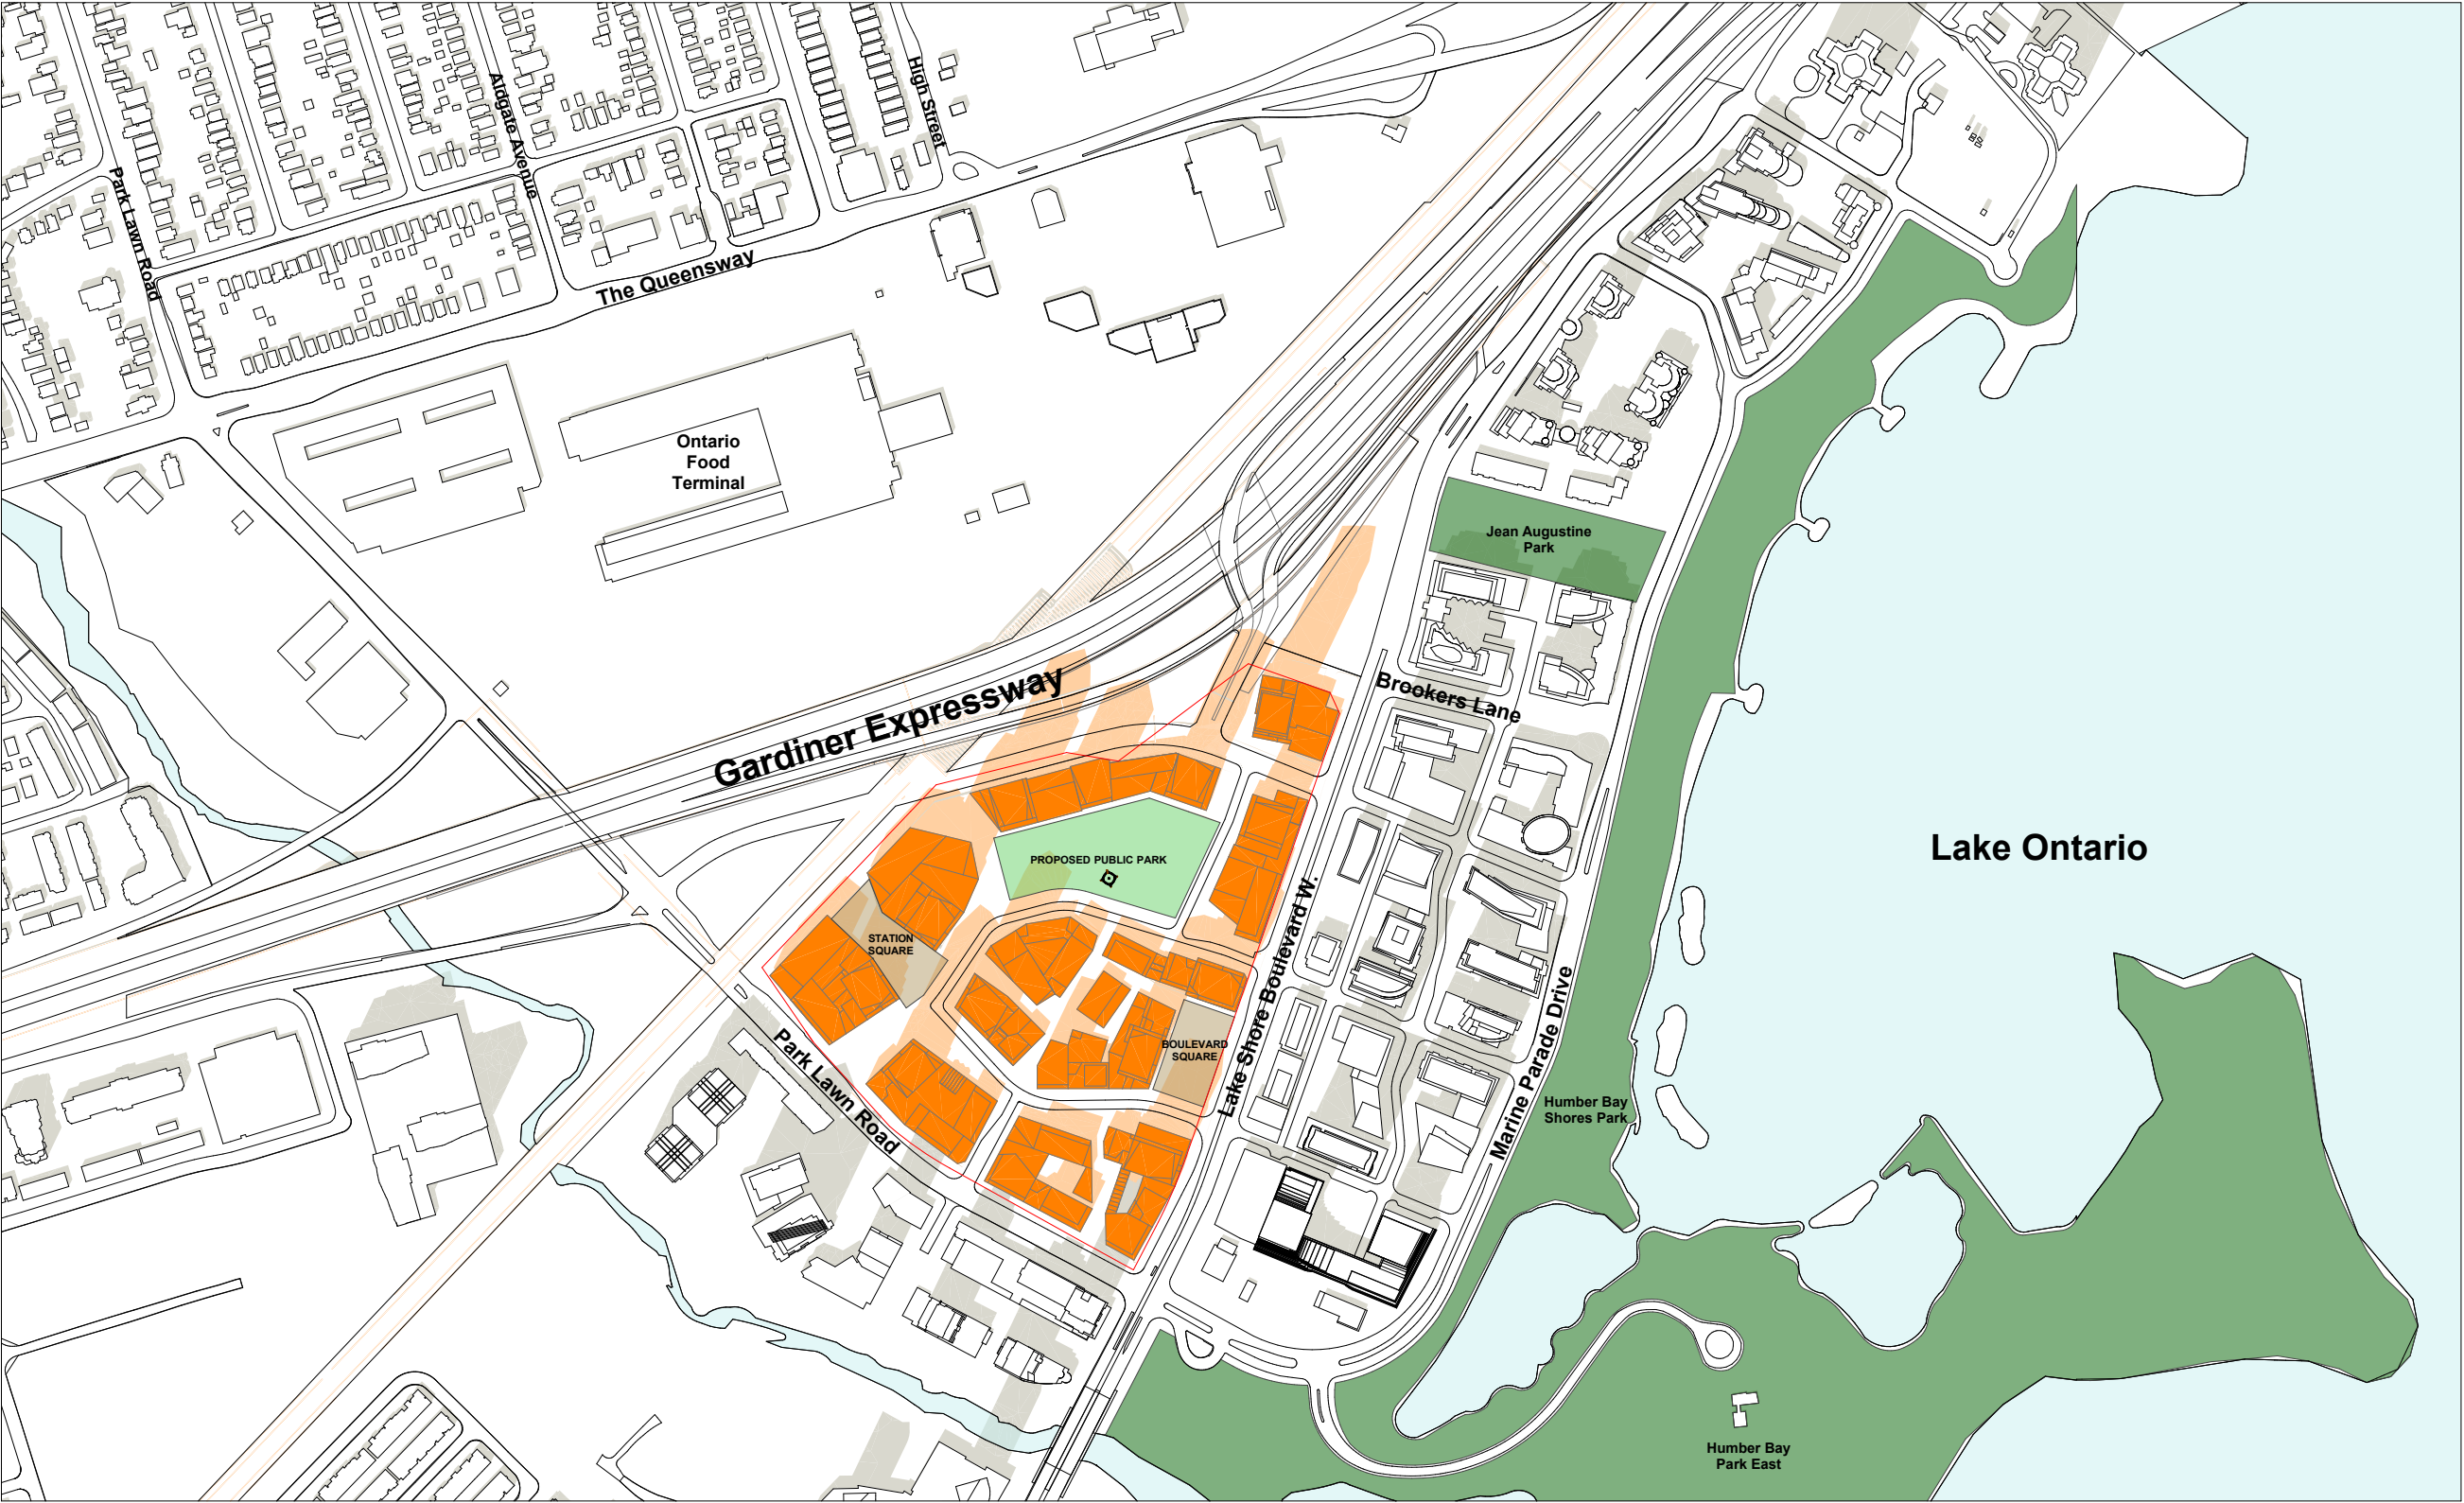 High Street
Aldgate Avenue
Park Lawn Road
The Queensway
Ontario
Food
Terminal
Jean Augustine
Park
Gardiner Expressway
Brookers Lane
PROPOSED PUBLIC PARK
Lake Ontario
STATION
SQUARE
Lake Shore Boulevard W.
BOULEVARD
SQUARE
Marine Parade Drive
Park Lawn Road
Humber Bay
Shores Park
Humber Bay
Park East